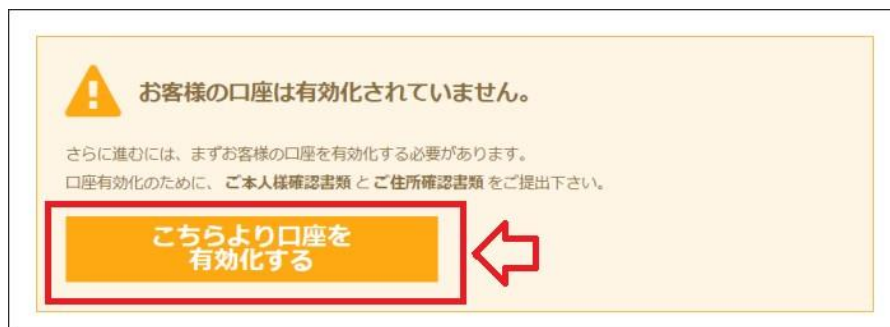 お客様の口座は有効化されていません。
さらに進むには、まずお客様の口座を有効化する必要があります。
口座有効化のために、 ご本人様確認書類 と ご住所確認書類 をご提出下さい。
こちらより口座を
有効化する